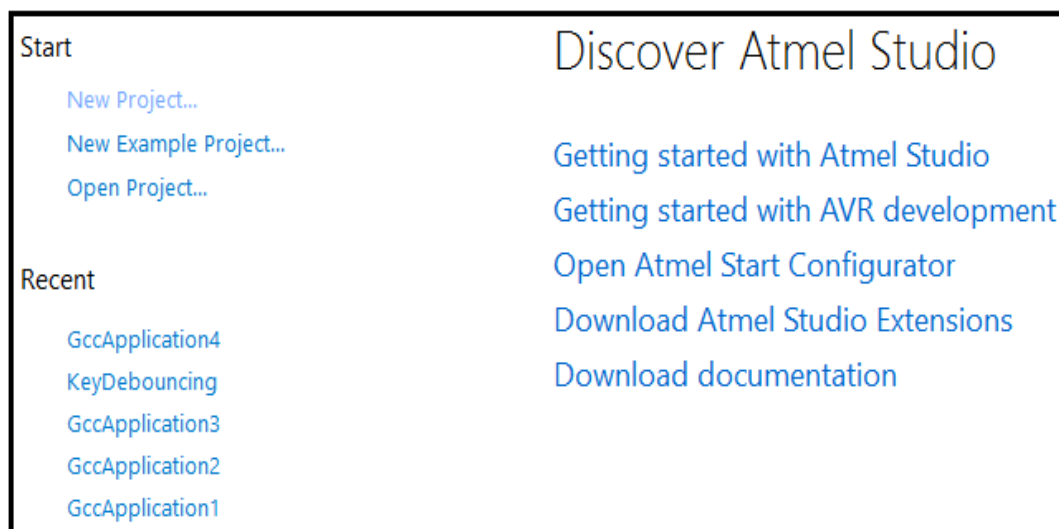 Start
New Project...
New Example Project...
Open Project...
Recent
GccApplication4
KeyDebouncing
GccApplication3
GccApplication2
GccApplication1
Discover Atmel Studio
Getting started with Atmel Studio
Getting started with AVR development
Open Atmel Start Configurator
Download Atmel Studio Extensions
Download documentation